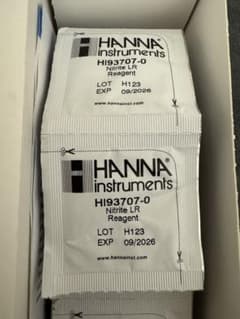 HANNA
instruments
HI93707-0
Nitrite LR
Reagent
LOT H123
EXP 09/2026
www.hannainst.com
HANNA
instruments
HI93707-0
Nitrite LR
Reagent
LOT H123
EXP 09/2026
www.hannainst.com